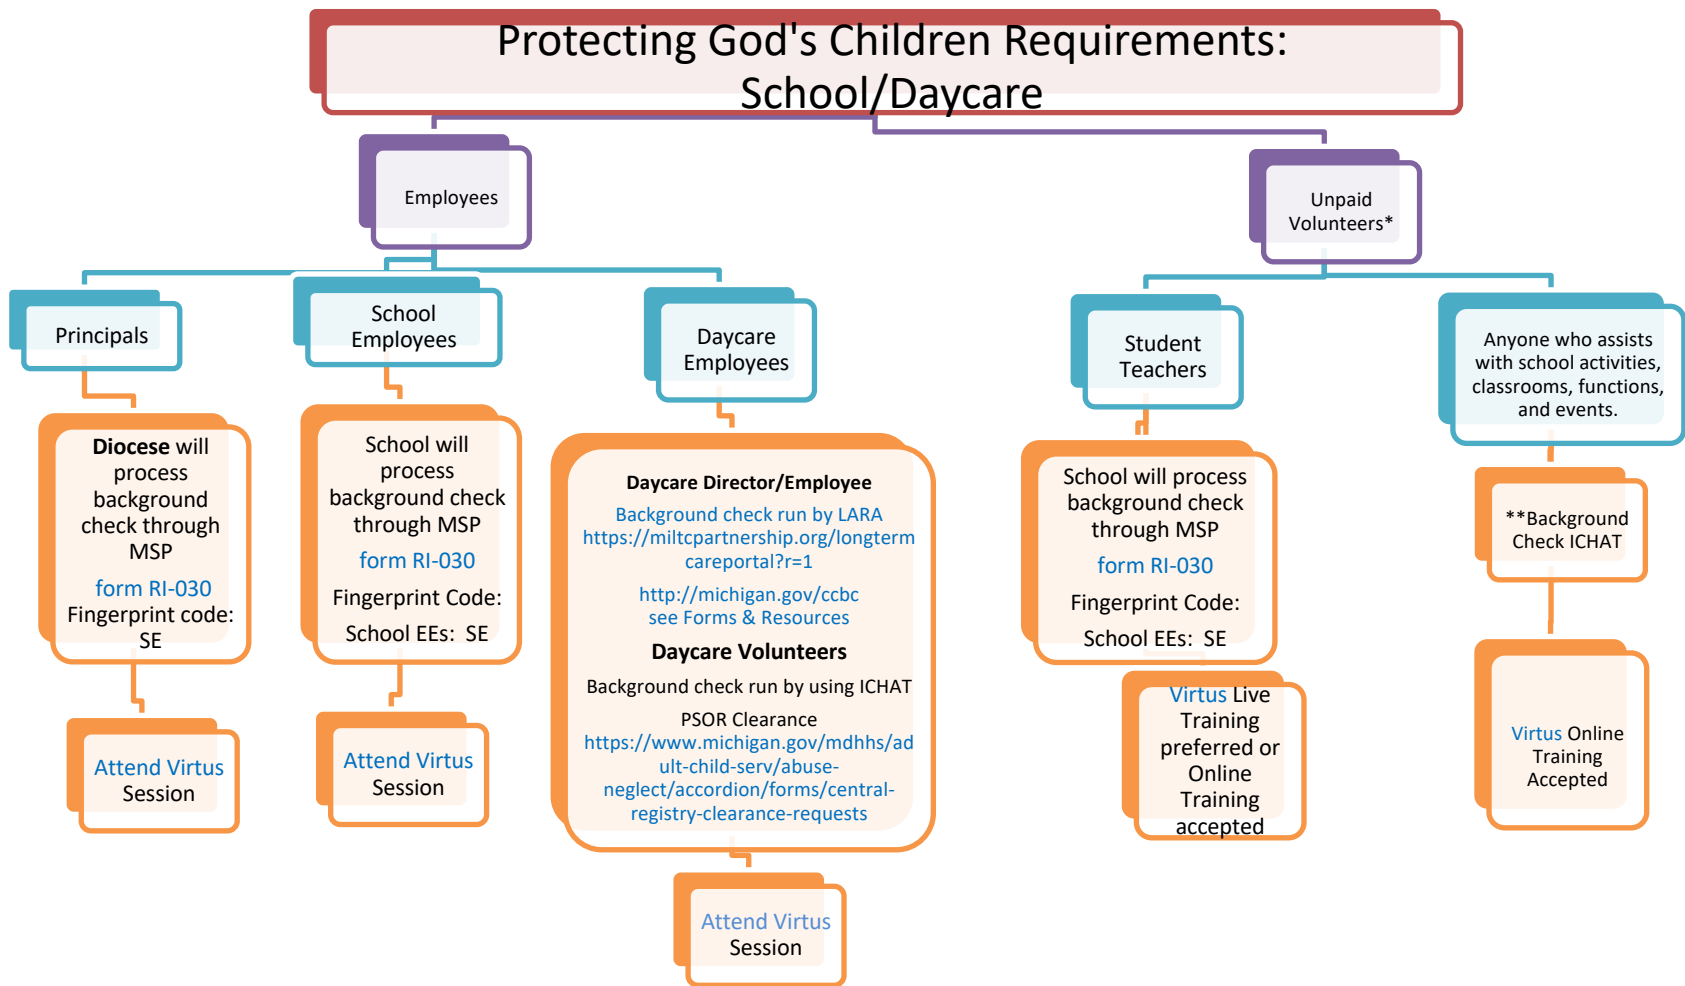 Protecting God's Children Requirements:
School/Daycare
Employees
Unpaid
Volunteers*
Principals
School
Employees
Daycare
Employees
Student
Teachers
Anyone who assists
with school activities,
classrooms, functions,
and events.
Diocese will
process
background
check through
MSP
form RI-030
Fingerprint code:
SE
School will
process
background check
through MSP
form RI-030
Fingerprint Code:
School EEs:  SE
Daycare Director/Employee
Background check run by LARA
https://miltcpartnership.org/longterm
careportal?r=1
http://michigan.gov/ccbc
see Forms & Resources
Daycare Volunteers
Background check run by using ICHAT
PSOR Clearance
https://www.michigan.gov/mdhhs/ad
ult-child-serv/abuse-
neglect/accordion/forms/central-
registry-clearance-requests
School will process
background check
through MSP
form RI-030
Fingerprint Code:
School EEs:  SE
**Background
Check ICHAT
Attend Virtus
Session
Attend Virtus
Session
Attend Virtus
Session
Virtus Live
Training
preferred or
Online
Training
accepted
Virtus Online
Training
Accepted